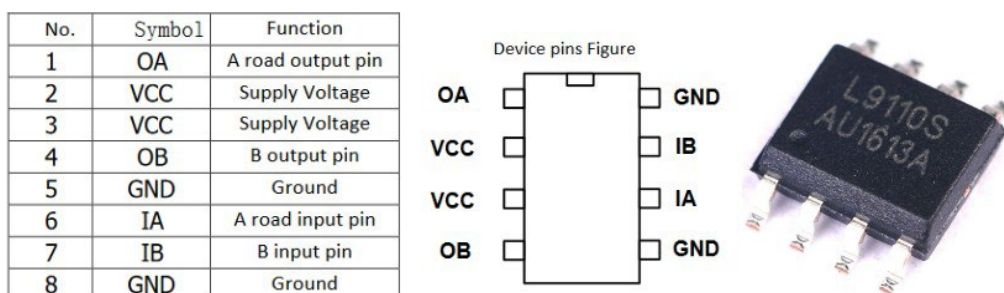 No. Symbol Function
1 OA A road output pin
2 VCC Supply Voltage
3 VCC Supply Voltage
4 OB B output pin
5 GND Ground
6 IA A road input pin
7 IB B input pin
8 GND Ground
Device pins Figure
OA GND
VCC IB
VCC IA
OB GND
L9110S
AU1613A